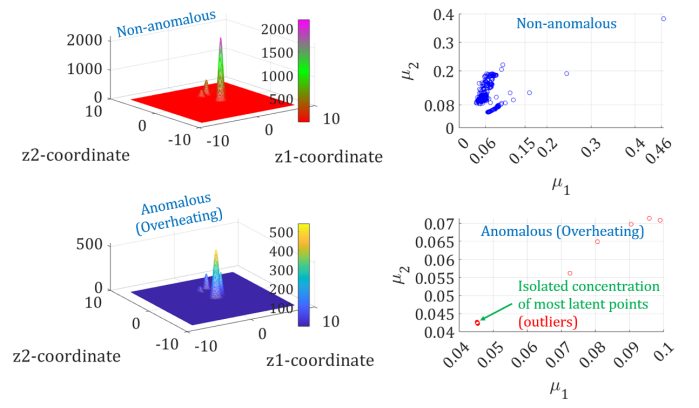 Non-anomalous
2000
1000
0
10
0
-10
z2-coordinate
-10
0
10
z1-coordinate
2000
1500
1000
500
Non-anomalous
0.4
0.2
0.08
0
μ2
0 0.06 0.15 0.2 0.3 0.46
μ1
Anomalous
(Overheating)
500
0
10
0
-10
z2-coordinate
-10
0
10
z1-coordinate
500
400
300
200
100
Anomalous (Overheating)
0.07
0.065
0.06
0.055
0.05
0.045
0.04
μ2
Isolated concentration
of most latent points
(outliers)
0.04 0.05 0.06 0.07 0.08 0.09 0.1
μ1